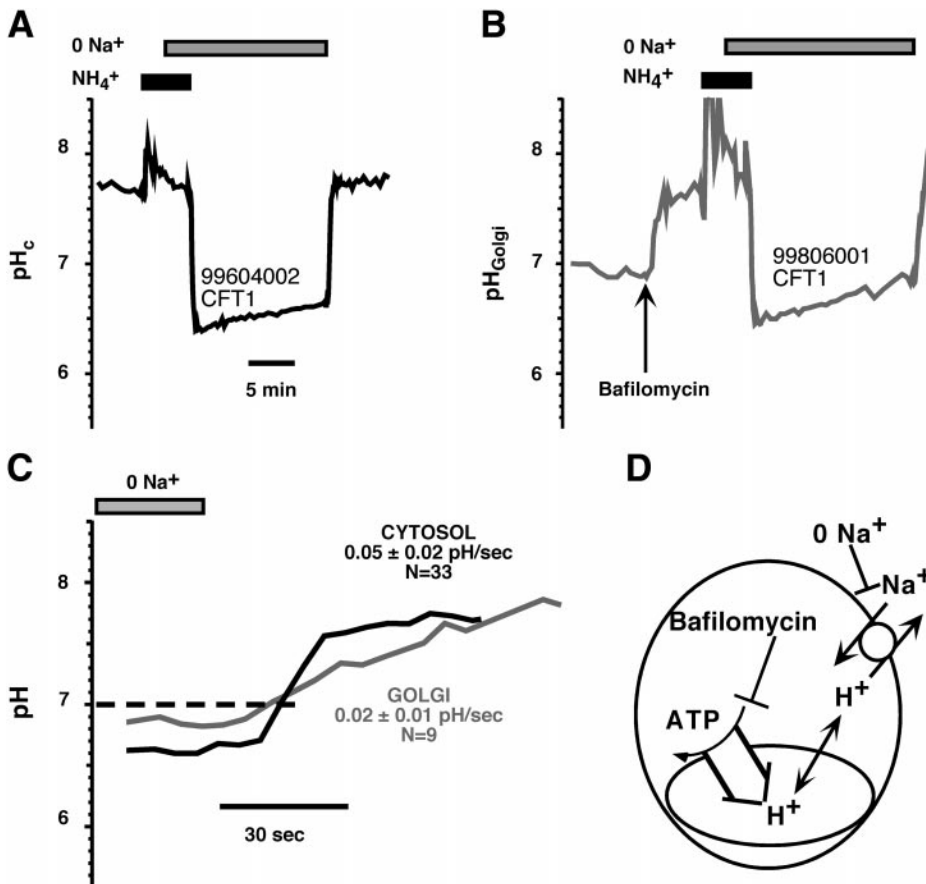 A
0 Na+
NH4+
8
7
6
pHc
99604002
CFT1
5 min
B
0 Na+
NH4+
8
7
6
pHGolgi
99806001
CFT1
Bafilomycin
C
0 Na+
8
7
6
pH
CYTOSOL
0.05 ± 0.02 pH/sec
N=33
GOLGI
0.02 ± 0.01 pH/sec
N=9
30 sec
D
0 Na+
Na+
Bafilomycin
H+
ATP
H+